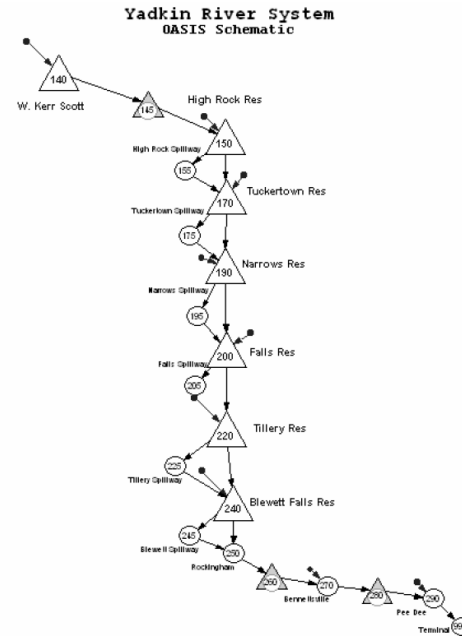 Yadkin River System
OASIS Schematic
140
W. Kerr Scott
145
High Rock Res
150
High Rock Spillway
155
Tuckertown Res
170
Tuckertown Spillway
175
Narrows Res
190
Narrows Spillway
195
Falls Res
200
Falls Spillway
205
Tillery Res
220
225
Tillery Spillway
Blewett Falls Res
240
245
Blewell Spillway
250
Rockingham
260
270
Bennettsville
280
290
Pee Dee
Terminal